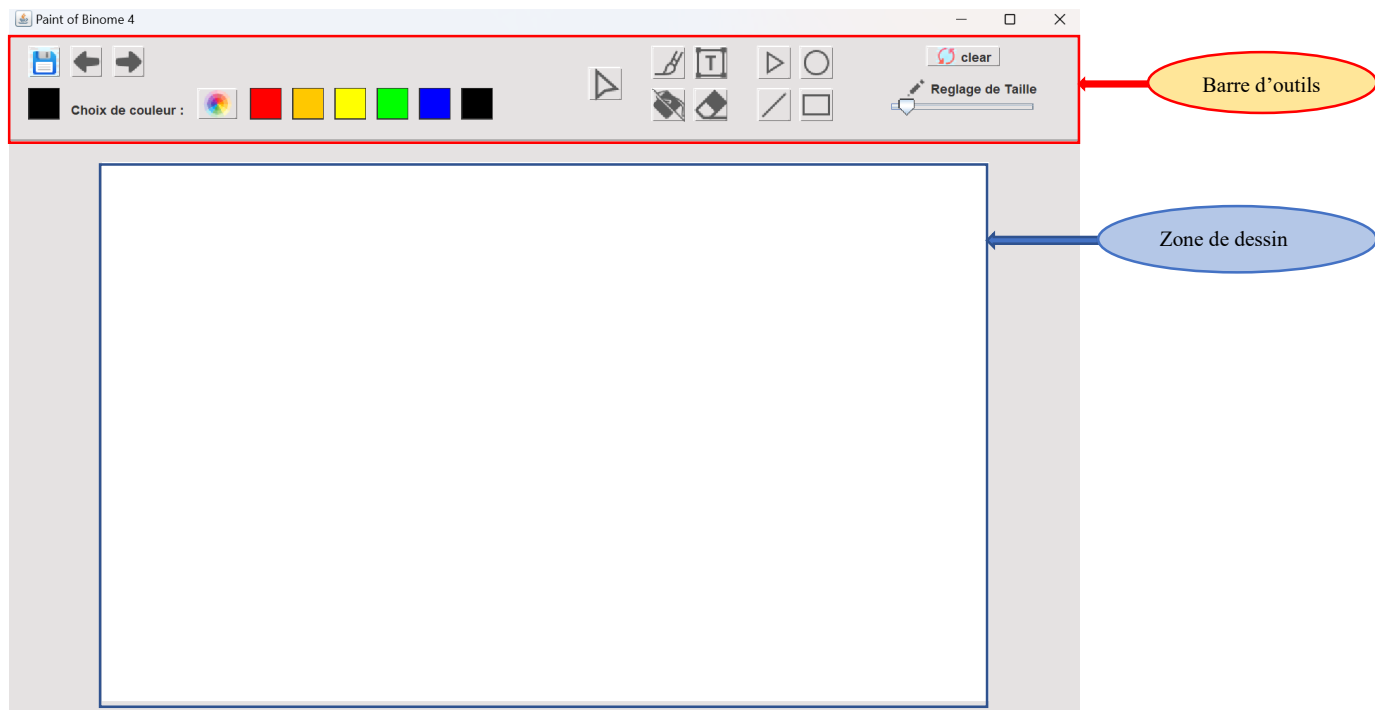 Paint of Binome 4
T
clear
Barre d’outils
Reglage de Taille
Choix de couleur :
Zone de dessin